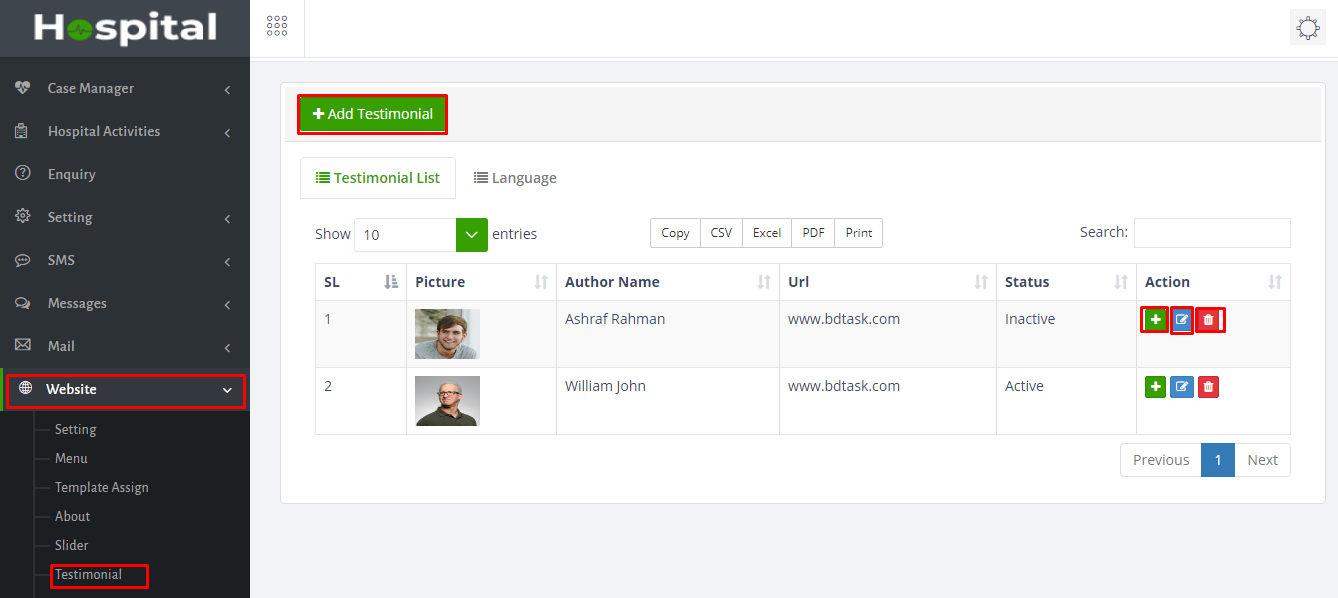 Hospital
Case Manager
Hospital Activities
Enquiry
Setting
SMS
Messages
Mail
Website
Setting
Menu
Template Assign
About
Slider
Testimonial
Add Testimonial
Testimonial List Language
Show 10 entries Copy CSV Excel PDF Print Search:
SL Picture Author Name Url Status Action
1 Ashraf Rahman www.bdtask.com Inactive
2 William John www.bdtask.com Active
Previous 1 Next